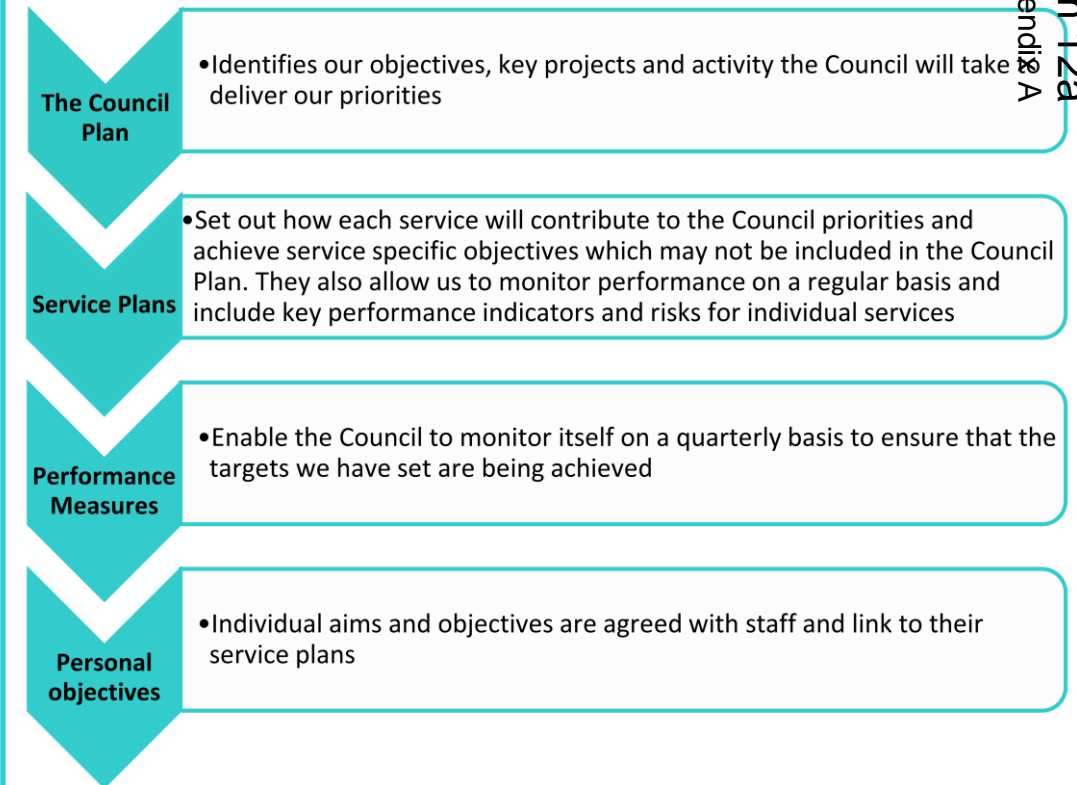 The Council
Plan
•Identifies our objectives, key projects and activity the Council will take to
deliver our priorities
Service Plans
•Set out how each service will contribute to the Council priorities and
achieve service specific objectives which may not be included in the Council
Plan. They also allow us to monitor performance on a regular basis and
include key performance indicators and risks for individual services
Performance
Measures
•Enable the Council to monitor itself on a quarterly basis to ensure that the
targets we have set are being achieved
Personal
objectives
•Individual aims and objectives are agreed with staff and link to their
service plans
endix A